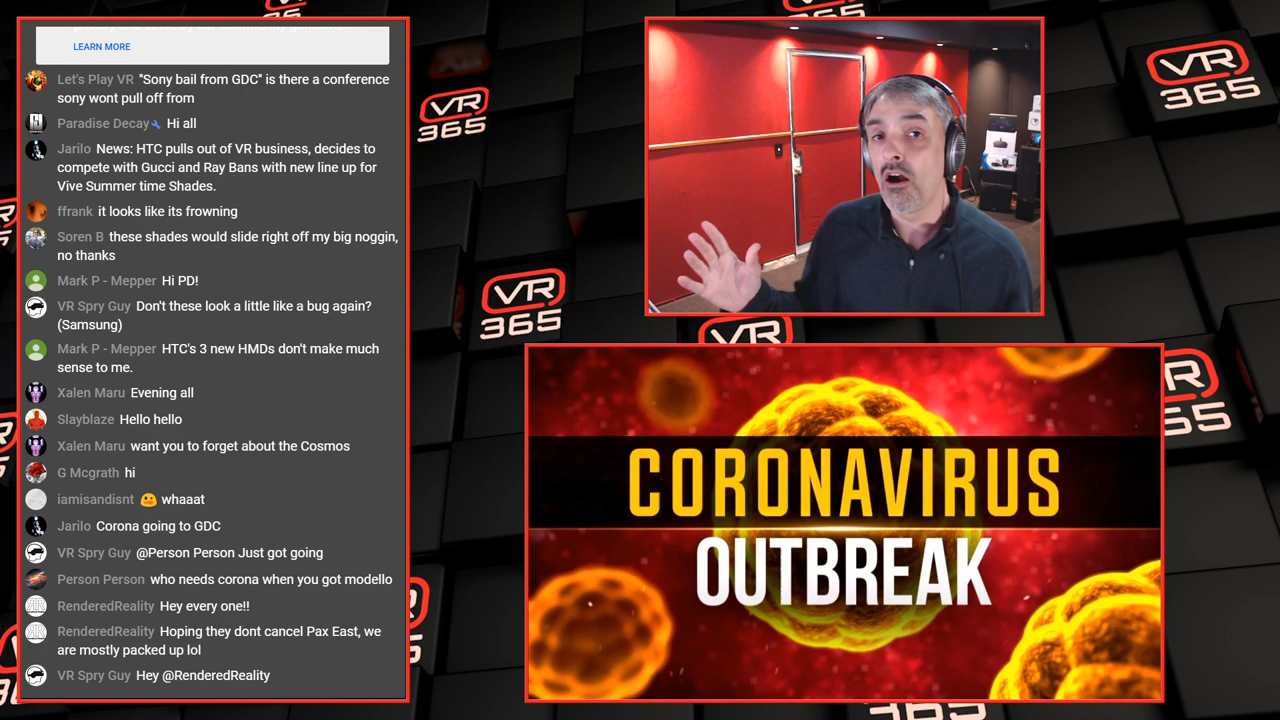 LEARN MORE
Let's Play VR "Sony bail from GDC" is there a conference
sony wont pull off from
Paradise Decay Hi all
Jarilo News: HTC pulls out of VR business, decides to
compete with Gucci and Ray Bans with new line up for
Vive Summer time Shades.
ffrank it looks like its frowning
Soren B these shades would slide right off my big noggin,
no thanks
Mark P - Mepper Hi PD!
VR Spry Guy Don't these look a little like a bug again?
(Samsung)
Mark P - Mepper HTC's 3 new HMDs don't make much
sense to me.
Xalen Maru Evening all
Slayblaze Hello hello
Xalen Maru want you to forget about the Cosmos
G Mcgrath hi
iamisandisnt 😕 whaaat
Jarilo Corona going to GDC
VR Spry Guy @Person Person Just got going
Person Person who needs corona when you got modello
RenderedReality Hey every one!!
RenderedReality Hoping they dont cancel Pax East, we
are mostly packed up lol
VR Spry Guy Hey @RenderedReality
VR
365
VR
365
VR
365
VR
365
CORONAVIRUS
OUTBREAK